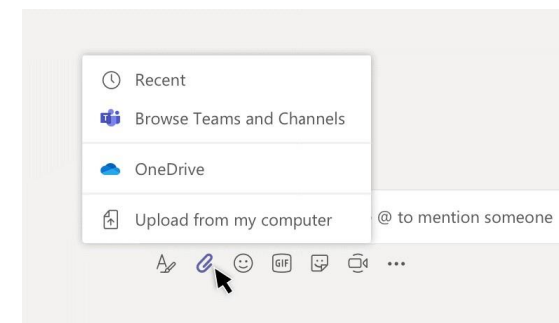 Recent
Browse Teams and Channels
OneDrive
Upload from my computer
@ to mention someone
GIF